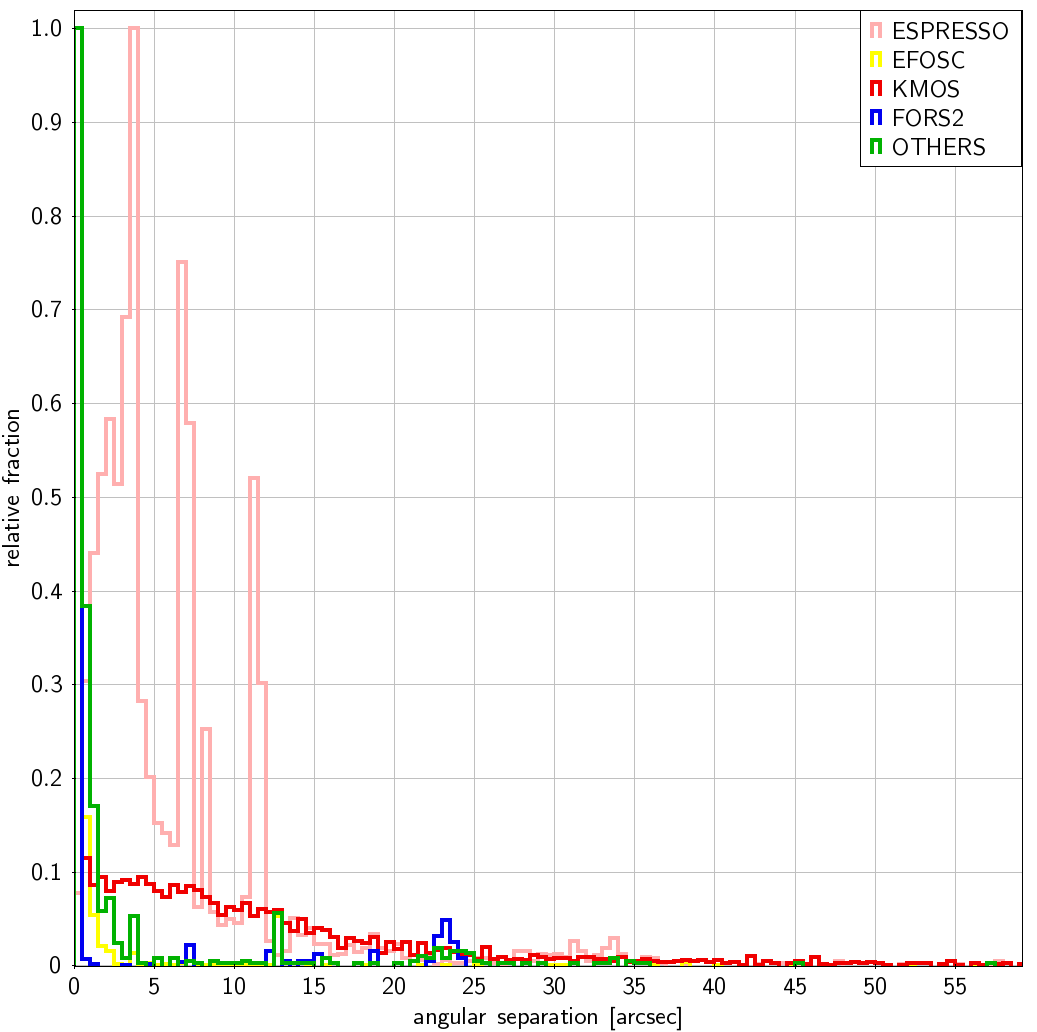 ESPRESSO
EFOSC
KMOS
FORS2
OTHERS
1.0
0.9
0.8
0.7
0.6
0.5
0.4
0.3
0.2
0.1
0
relative fraction
0 5 10 15 20 25 30 35 40 45 50 55
angular separation [arcsec]